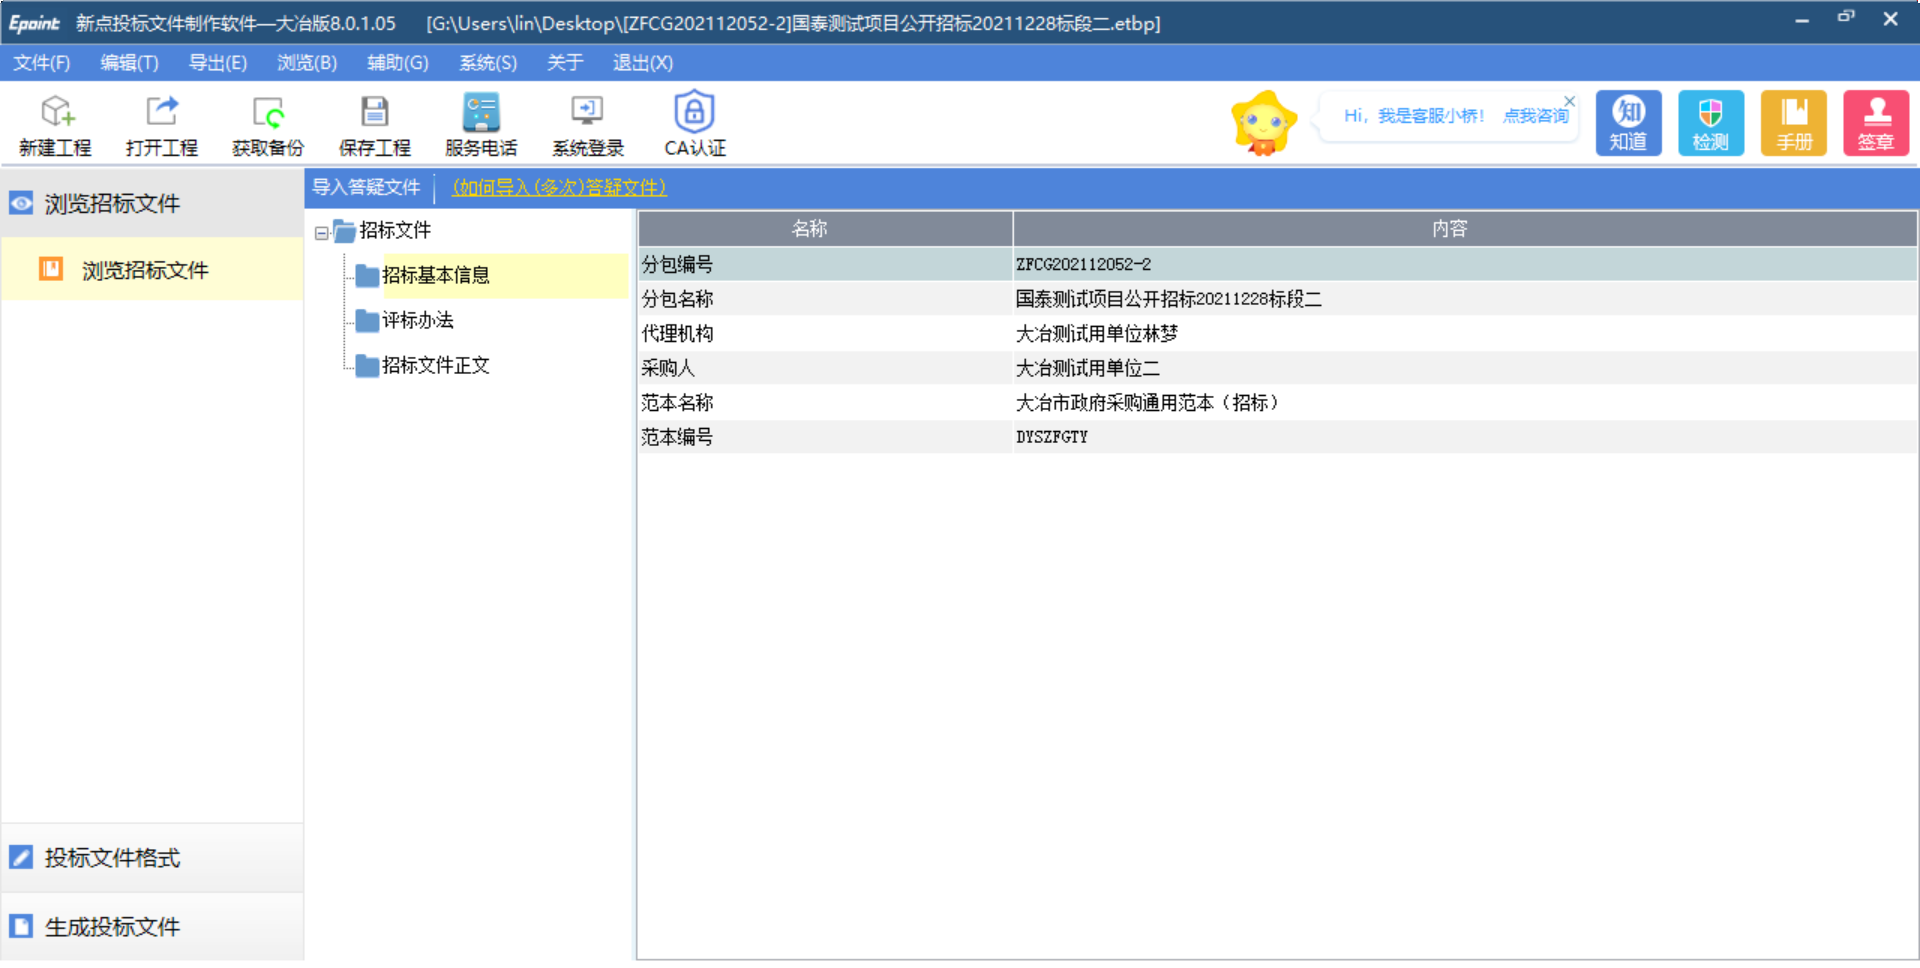 Epoint 新点投标文件制作软件—大冶版8.0.1.05 [G:\Users\lin\Desktop\[ZFCG202112052-2]国泰测试项目公开招标20211228标段二.etbp]
文件(F) 编辑(T) 导出(E) 浏览(B) 辅助(G) 系统(S) 关于 退出(X)
新建工程 打开工程 获取备份 保存工程 服务电话 系统登录 CA认证
Hi，我是客服小桥！ 点我咨询
知
知道 检测 手册 签章
浏览招标文件
浏览招标文件
投标文件格式
生成投标文件
导入答疑文件 (如何导入(多次)答疑文件)
招标文件
招标基本信息
评标办法
招标文件正文
名称 内容
分包编号 ZFCG202112052-2
分包名称 国泰测试项目公开招标20211228标段二
代理机构 大冶测试用单位林梦
采购人 大冶测试用单位二
范本名称 大冶市政府采购通用范本（招标）
范本编号 DYSZFGTY